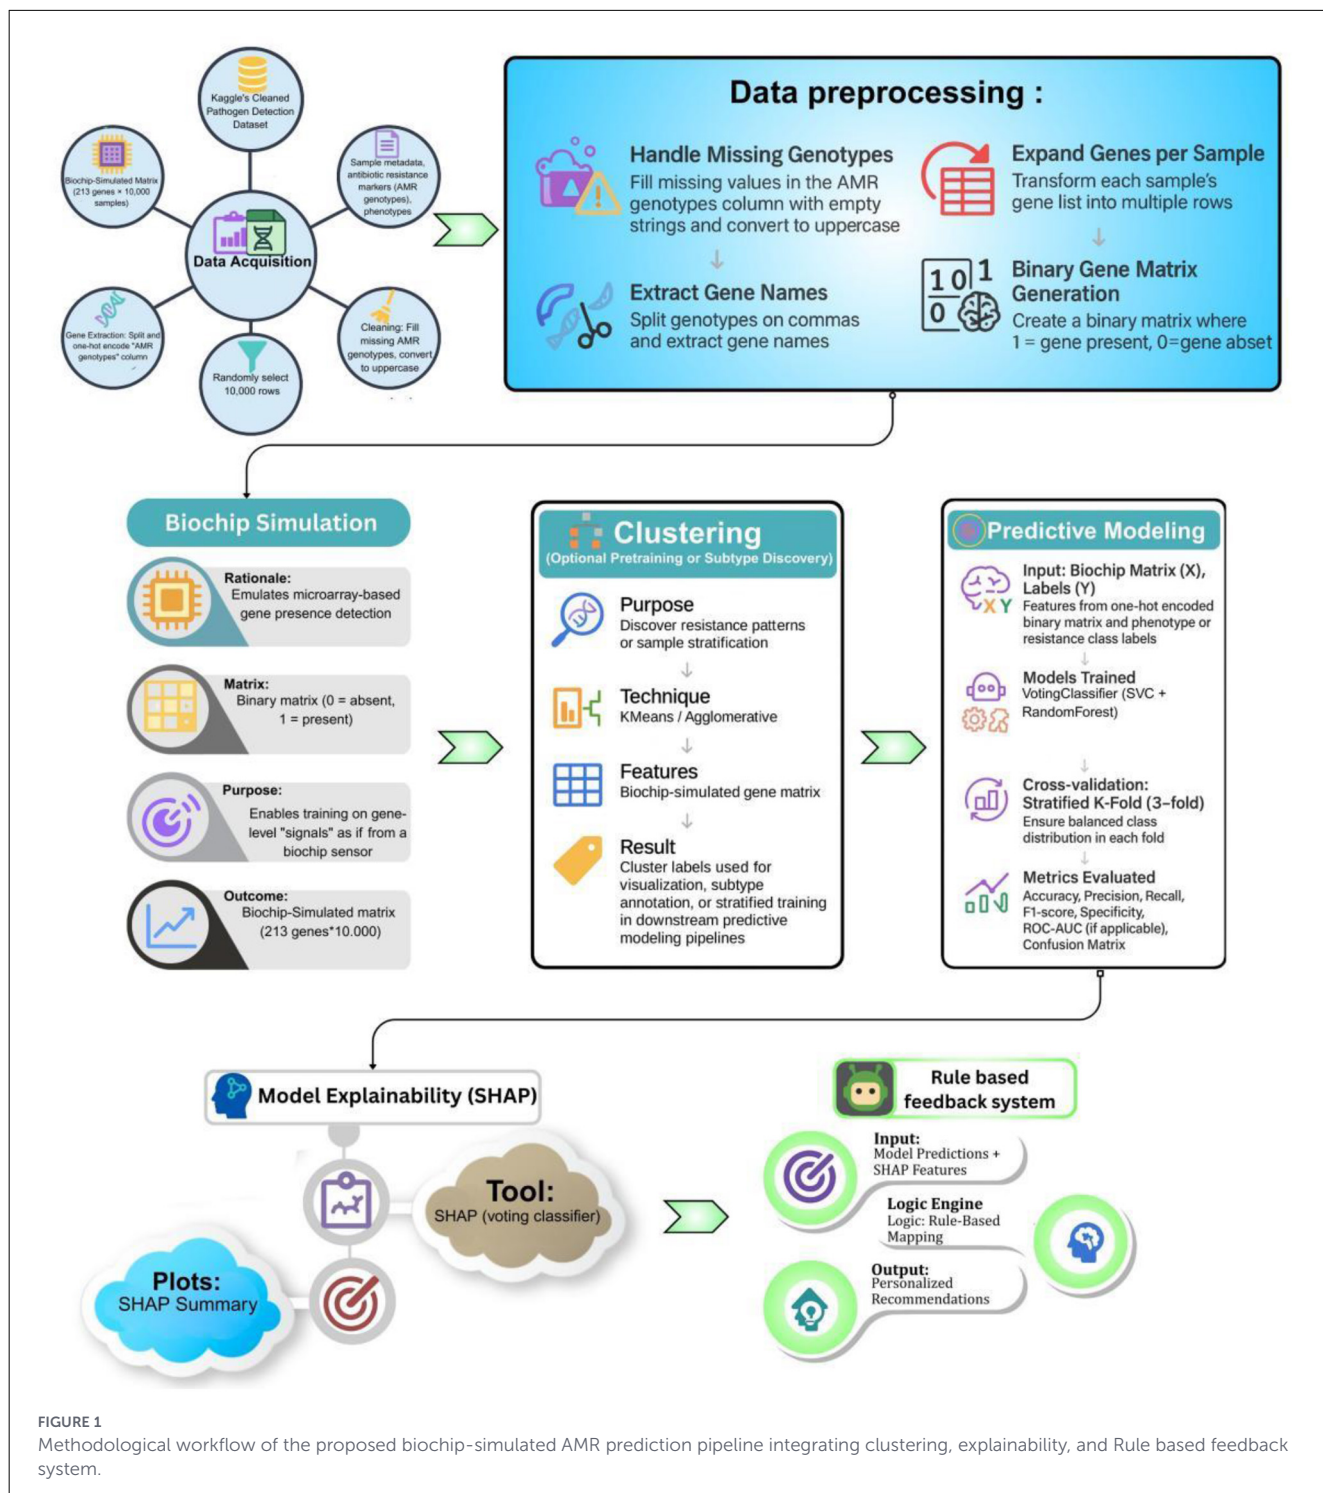 Kaggle's Cleaned
Pathogen Detection
Dataset
Biochip-Simulated Matrix
(213 genes × 10,000
samples)
Sample metadata,
antibiotic resistance
markers (AMR
genotypes), phenotypes
Data Acquisition
Gene Extraction: Split and
one-hot encode "AMR
genotypes" column
Cleaning: Fill
missing AMR
genotypes, convert
to uppercase
Randomly select
10,000 rows
Data preprocessing :
Handle Missing Genotypes
Fill missing values in the AMR
genotypes column with empty
strings and convert to uppercase
Extract Gene Names
Split genotypes on commas
and extract gene names
Expand Genes per Sample
Transform each sample's
gene list into multiple rows
1 0 1
0
Binary Gene Matrix
Generation
Create a binary matrix where
1 = gene present, 0=gene abset
Biochip Simulation
Rationale:
Emulates microarray-based
gene presence detection
Matrix:
Binary matrix (0 = absent,
1 = present)
Purpose:
Enables training on gene-
level "signals" as if from a
biochip sensor
Outcome:
Biochip-Simulated matrix
(213 genes*10.000)
Clustering
(Optional Pretraining or Subtype Discovery)
Purpose
Discover resistance patterns
or sample stratification
Technique
KMeans / Agglomerative
Features
Biochip-simulated gene matrix
Result
Cluster labels used for
visualization, subtype
annotation, or stratified training
in downstream predictive
modeling pipelines
Predictive Modeling
X Y
Input: Biochip Matrix (X),
Labels (Y)
Features from one-hot encoded
binary matrix and phenotype or
resistance class labels
Models Trained
VotingClassifier (SVC +
RandomForest)
Cross-validation:
Stratified K-Fold (3–fold)
Ensure balanced class
distribution in each fold
Metrics Evaluated
Accuracy, Precision, Recall,
F1-score, Specificity,
ROC-AUC (if applicable),
Confusion Matrix
Model Explainability (SHAP)
Tool:
SHAP (voting classifier)
Plots:
SHAP Summary
Rule based
feedback system
Input:
Model Predictions +
SHAP Features
Logic Engine
Logic: Rule-Based
Mapping
Output:
Personalized
Recommendations
FIGURE 1
Methodological workflow of the proposed biochip-simulated AMR prediction pipeline integrating clustering, explainability, and Rule based feedback
system.